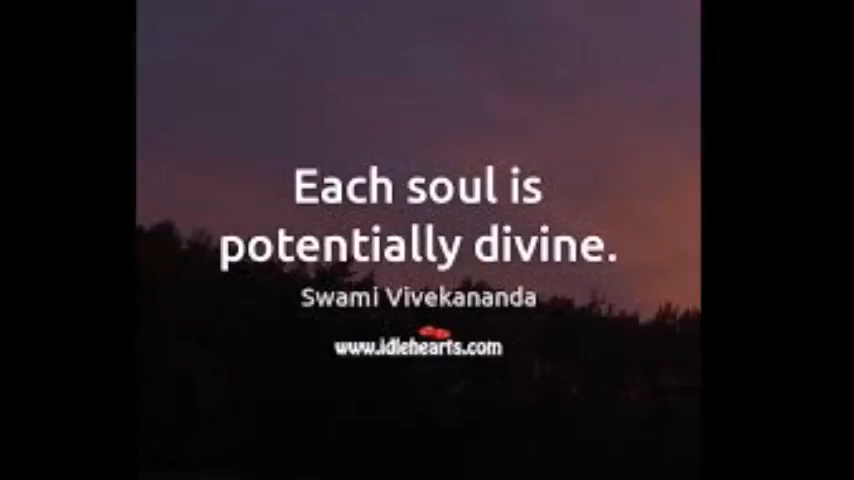 Each soul is
potentially divine.
Swami Vivekananda
www.idlehearts.com